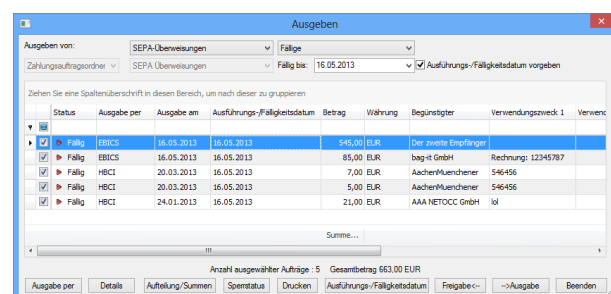 Ausgeben
Ausgeben von: SEPA-Überweisungen Fällige
Zahlungsauftragsordner SEPA Überweisungen Fällig bis: 16.05.2013 Ausführungs-/Fälligkeitsdatum vorgeben
Ziehen Sie eine Spaltenüberschrift in diesen Bereich, um nach dieser zu gruppieren
Status Ausgabe per Ausgabe am Ausführungs-/Fälligkeitsdatum Betrag Währung Begünstigter Verwendungszweck 1 Verwend
Fällig EBICS 16.05.2013 16.05.2013 545,00 EUR Der zweite Empfänger
Fällig EBICS 16.05.2013 16.05.2013 85,00 EUR bag-it GmbH Rechnung: 12345787
Fällig HBCI 20.03.2013 16.05.2013 7,00 EUR AachenMuenchener 546456
Fällig HBCI 20.03.2013 16.05.2013 5,00 EUR AachenMuenchener 546456
Fällig HBCI 24.01.2013 16.05.2013 21,00 EUR AAA NETOCC GmbH lol
Summe...
Anzahl ausgewählter Aufträge : 5 Gesamtbetrag 663,00 EUR
Ausgabe per Details Aufteilung/Summen Sperrstatus Drucken Ausführungs-/Fälligkeitsdatum Freigabe<-- -->Ausgabe Beenden